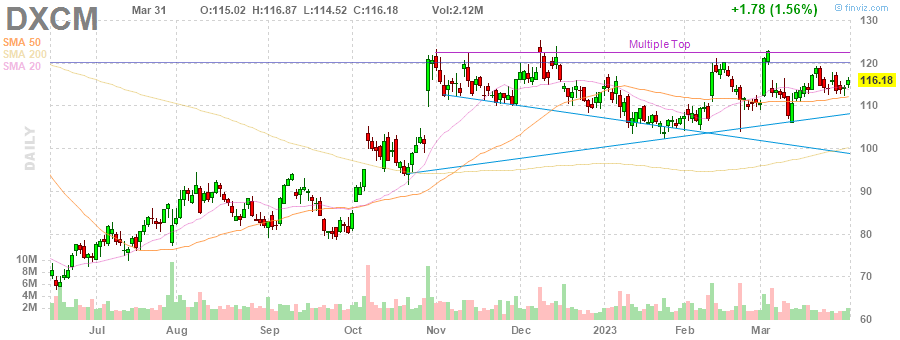 DXCM Mar 31 O:115.02 H:116.87 L:114.52 C:116.18 Vol:2.12M +1.78 (1.56%) finviz.com
SMA 50
SMA 200
SMA 20
Multiple Top
130
120
116.18
110
100
90
80
70
60
DAILY
10M
8M
6M
4M
2M
Jul Aug Sep Oct Nov Dec 2023 Feb Mar